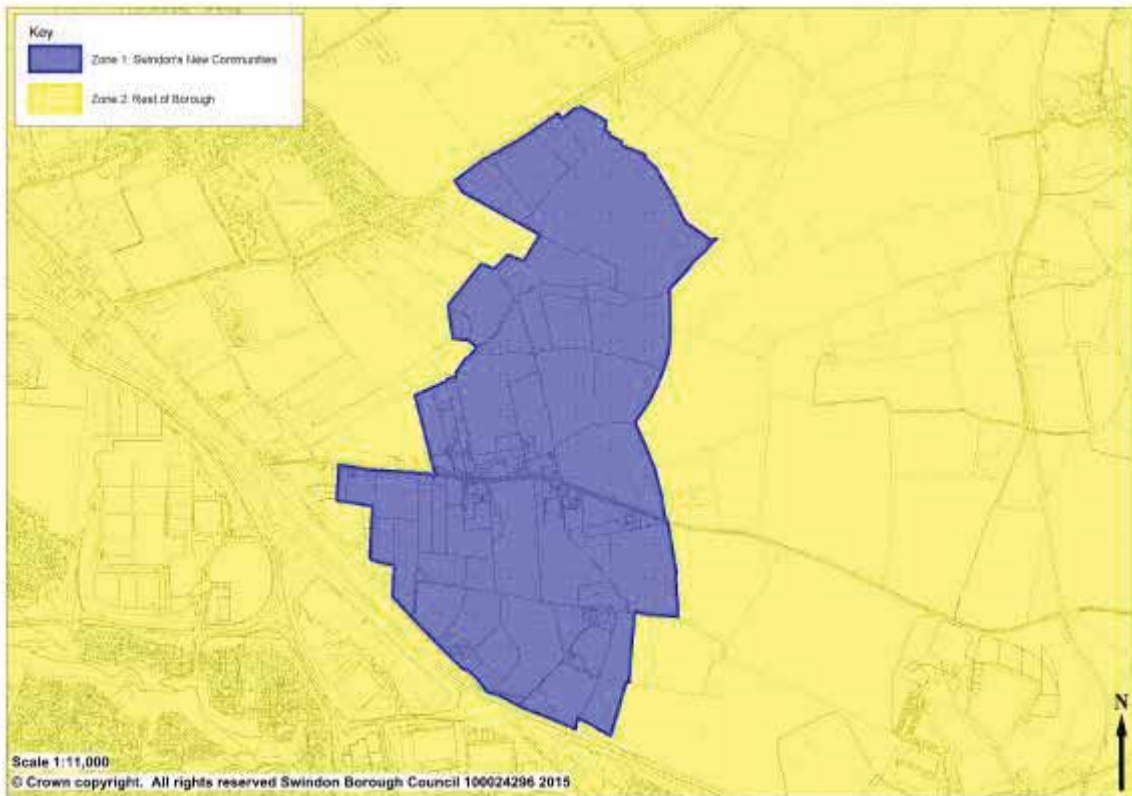 Key
Zone 1: Swindon's New Communities
Zone 2: Rest of Borough
N
Scale 1:11,000
© Crown copyright. All rights reserved Swindon Borough Council 100024296 2015